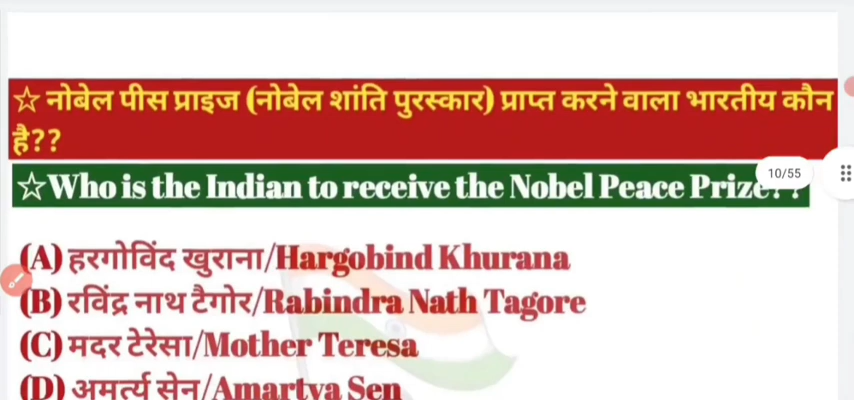 ☆ नोबेल पीस प्राइज (नोबेल शांति पुरस्कार) प्राप्त करने वाला भारतीय कौन
है??
☆Who is the Indian to receive the Nobel Peace Prize??
10/55
(A) हरगोविंद खुराना/Hargobind Khurana
(B) रविंद्र नाथ टैगोर/Rabindra Nath Tagore
(C) मदर टेरेसा/Mother Teresa
(D) अमर्त्य सेन/Amartya Sen